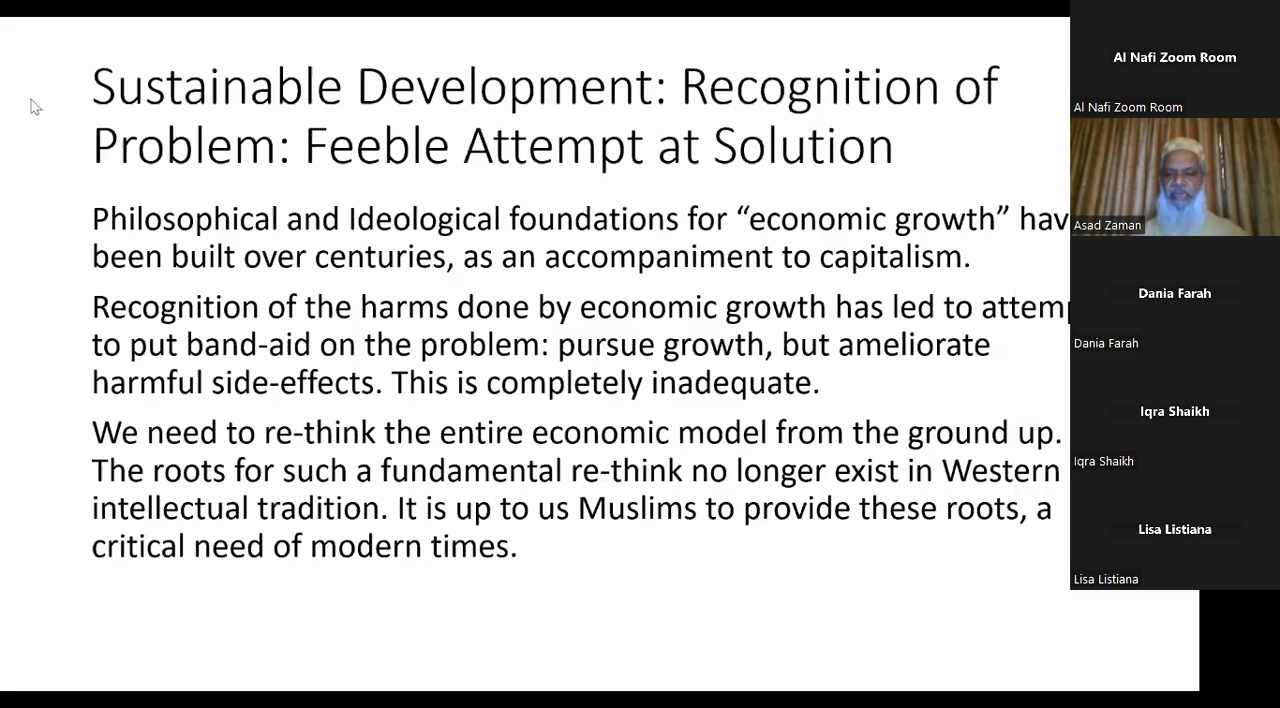 Sustainable Development: Recognition of
Problem: Feeble Attempt at Solution
Philosophical and Ideological foundations for “economic growth” hav
been built over centuries, as an accompaniment to capitalism.
Recognition of the harms done by economic growth has led to attemp
to put band-aid on the problem: pursue growth, but ameliorate
harmful side-effects. This is completely inadequate.
We need to re-think the entire economic model from the ground up.
The roots for such a fundamental re-think no longer exist in Western
intellectual tradition. It is up to us Muslims to provide these roots, a
critical need of modern times.
Al Nafi Zoom Room
Al Nafi Zoom Room
Asad Zaman
Dania Farah
Dania Farah
Iqra Shaikh
Iqra Shaikh
Lisa Listiana
Lisa Listiana